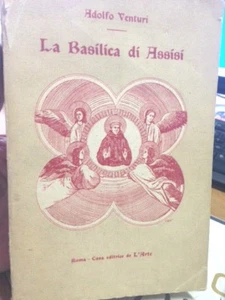 Adolfo Venturi
La Basilica di Assisi
Roma - Casa editrice de L'Arte